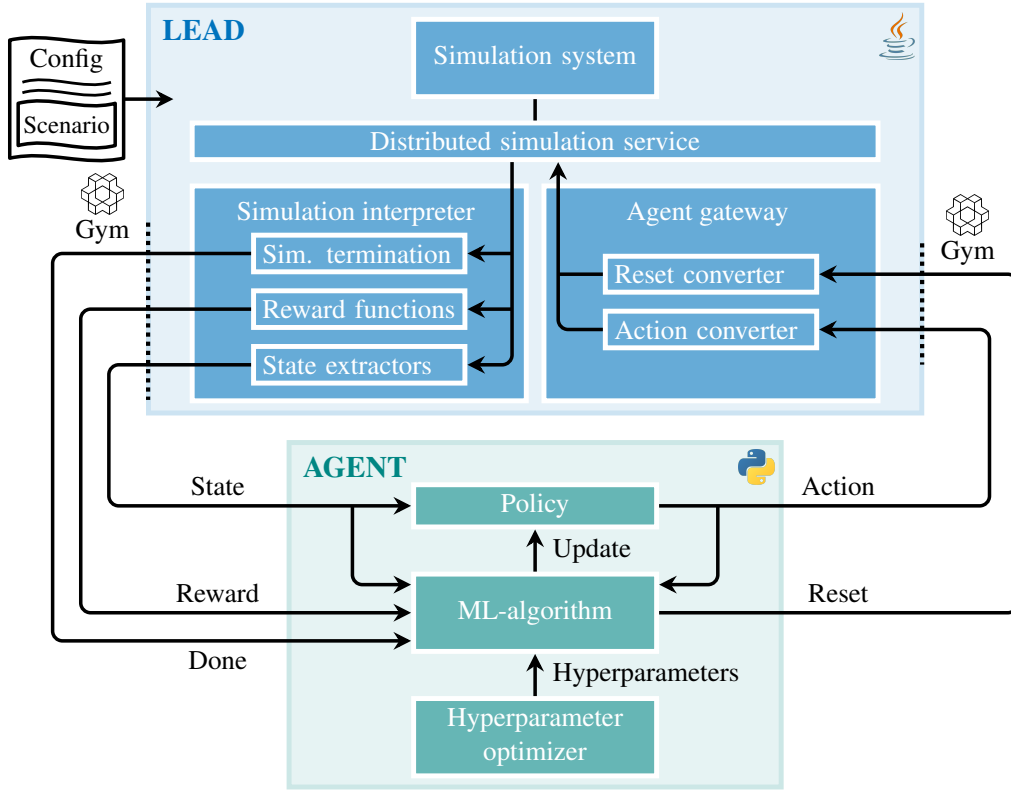 LEAD
Config
Scenario
Simulation system
Distributed simulation service
Gym
Simulation interpreter
Sim. termination
Reward functions
State extractors
Agent gateway
Reset converter
Action converter
Gym
AGENT
State
Policy
Action
Update
Reward
ML-algorithm
Reset
Done
Hyperparameters
Hyperparameter
optimizer